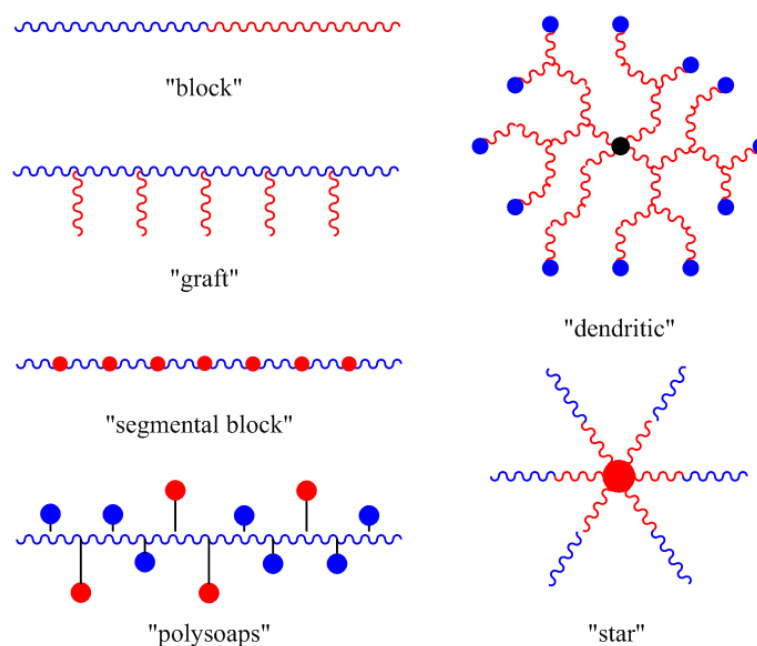 "block"
"graft"
"segmental block"
"polysoaps"
"dendritic"
"star"